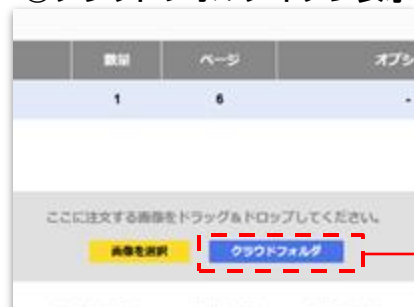 数量 ページ オプシ
1 6 -
ここに注文する画像をドラッグ&ドロップしてください。
画像を選択 クラウドフォルダ